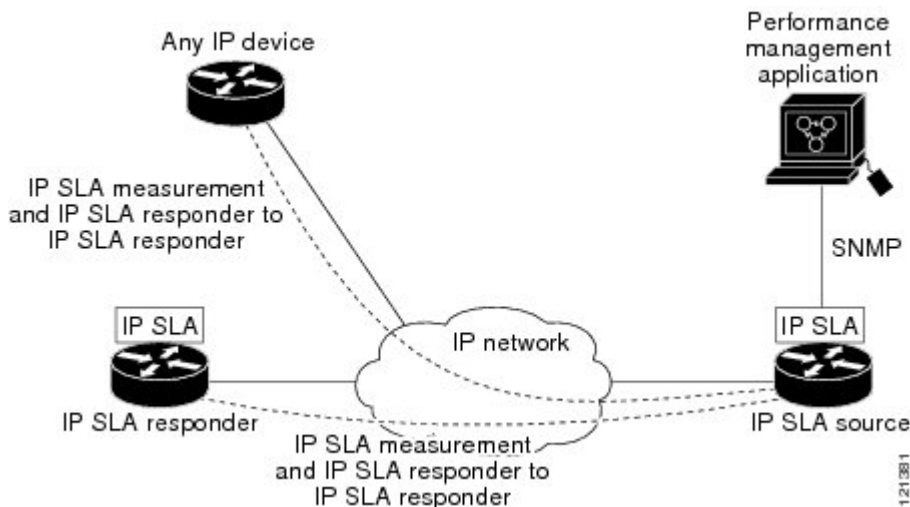 Any IP device
Performance
management
application
IP SLA measurement
and IP SLA responder to
IP SLA responder
SNMP
IP SLA
IP network
IP SLA
IP SLA responder
IP SLA source
IP SLA measurement
and IP SLA responder to
IP SLA responder
121381